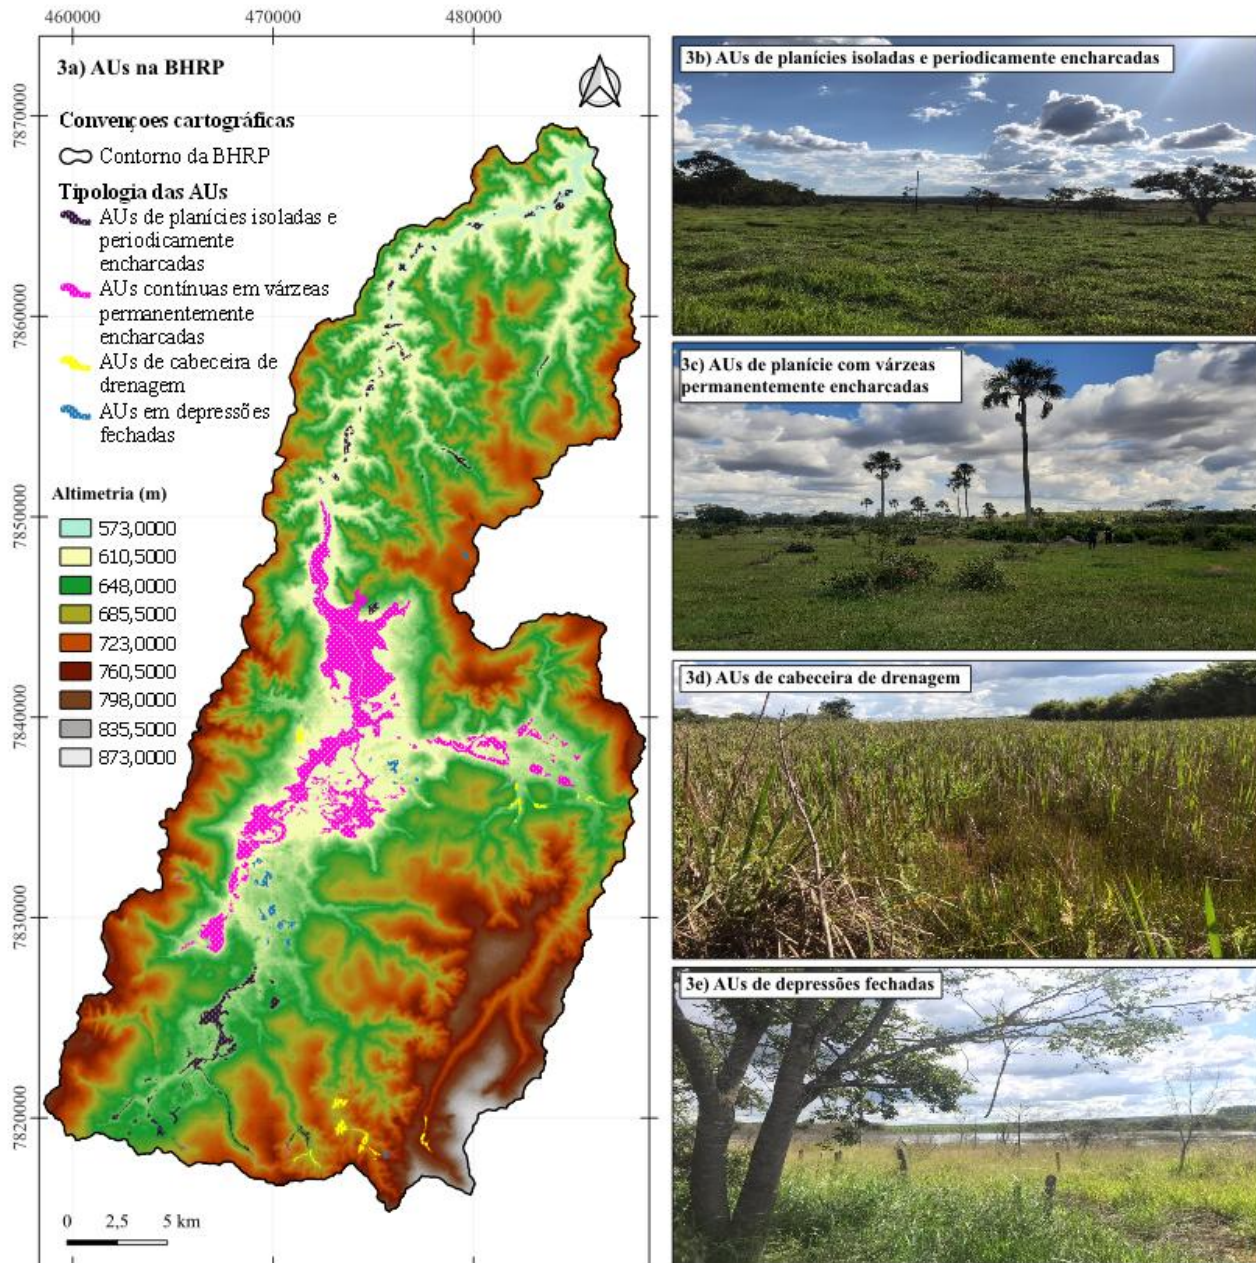 460000 470000 480000
3a) AUs na BHRP
Convençoes cartográficas
Contorno da BHRP
Tipologia das AUs
AUs de planícies isoladas e
periodicamente
encharcadas
AUs contínuas em várzeas
permanentemente
encharcadas
AUs de cabeceira de
drenagem
AUs em depressões
fechadas
Altimetria (m)
573,0000
610,5000
648,0000
685,5000
723,0000
760,5000
798,0000
835,5000
873,0000
0 2,5 5 km
7870000
7860000
7850000
7840000
7830000
7820000
3b) AUs de planícies isoladas e periodicamente encharcadas
3c) AUs de planície com várzeas
permanentemente encharcadas
3d) AUs de cabeceira de drenagem
3e) AUs de depressões fechadas